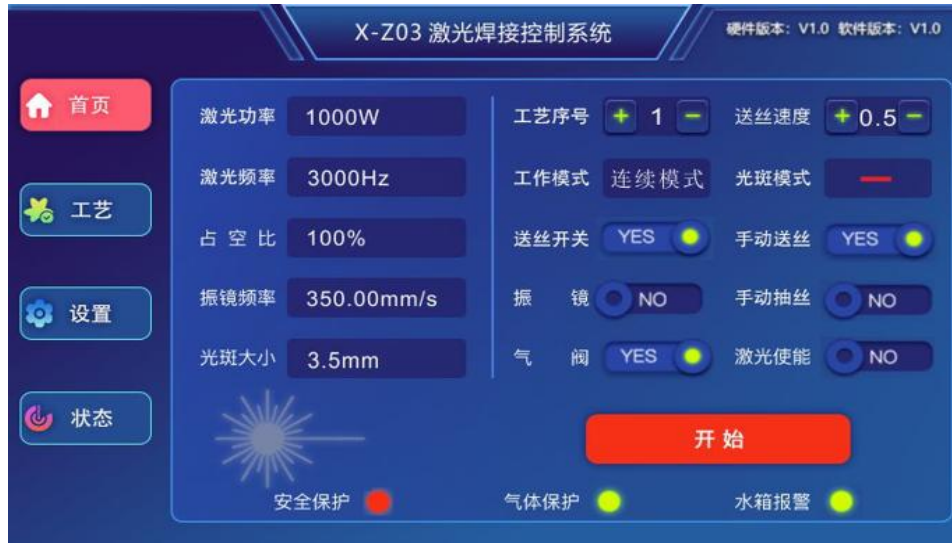 X-Z03 激光焊接控制系统
硬件版本：V1.0 软件版本：V1.0
首页
工艺
设置
状态
激光功率 1000W
激光频率 3000Hz
占空比 100%
振镜频率 350.00mm/s
光斑大小 3.5mm
工艺序号 + 1 - 送丝速度 + 0.5 -
工作模式 连续模式 光斑模式
送丝开关 YES 手动送丝 YES
振镜 NO 手动抽丝 NO
气阀 YES 激光使能 NO
开始
安全保护 气体保护 水箱报警